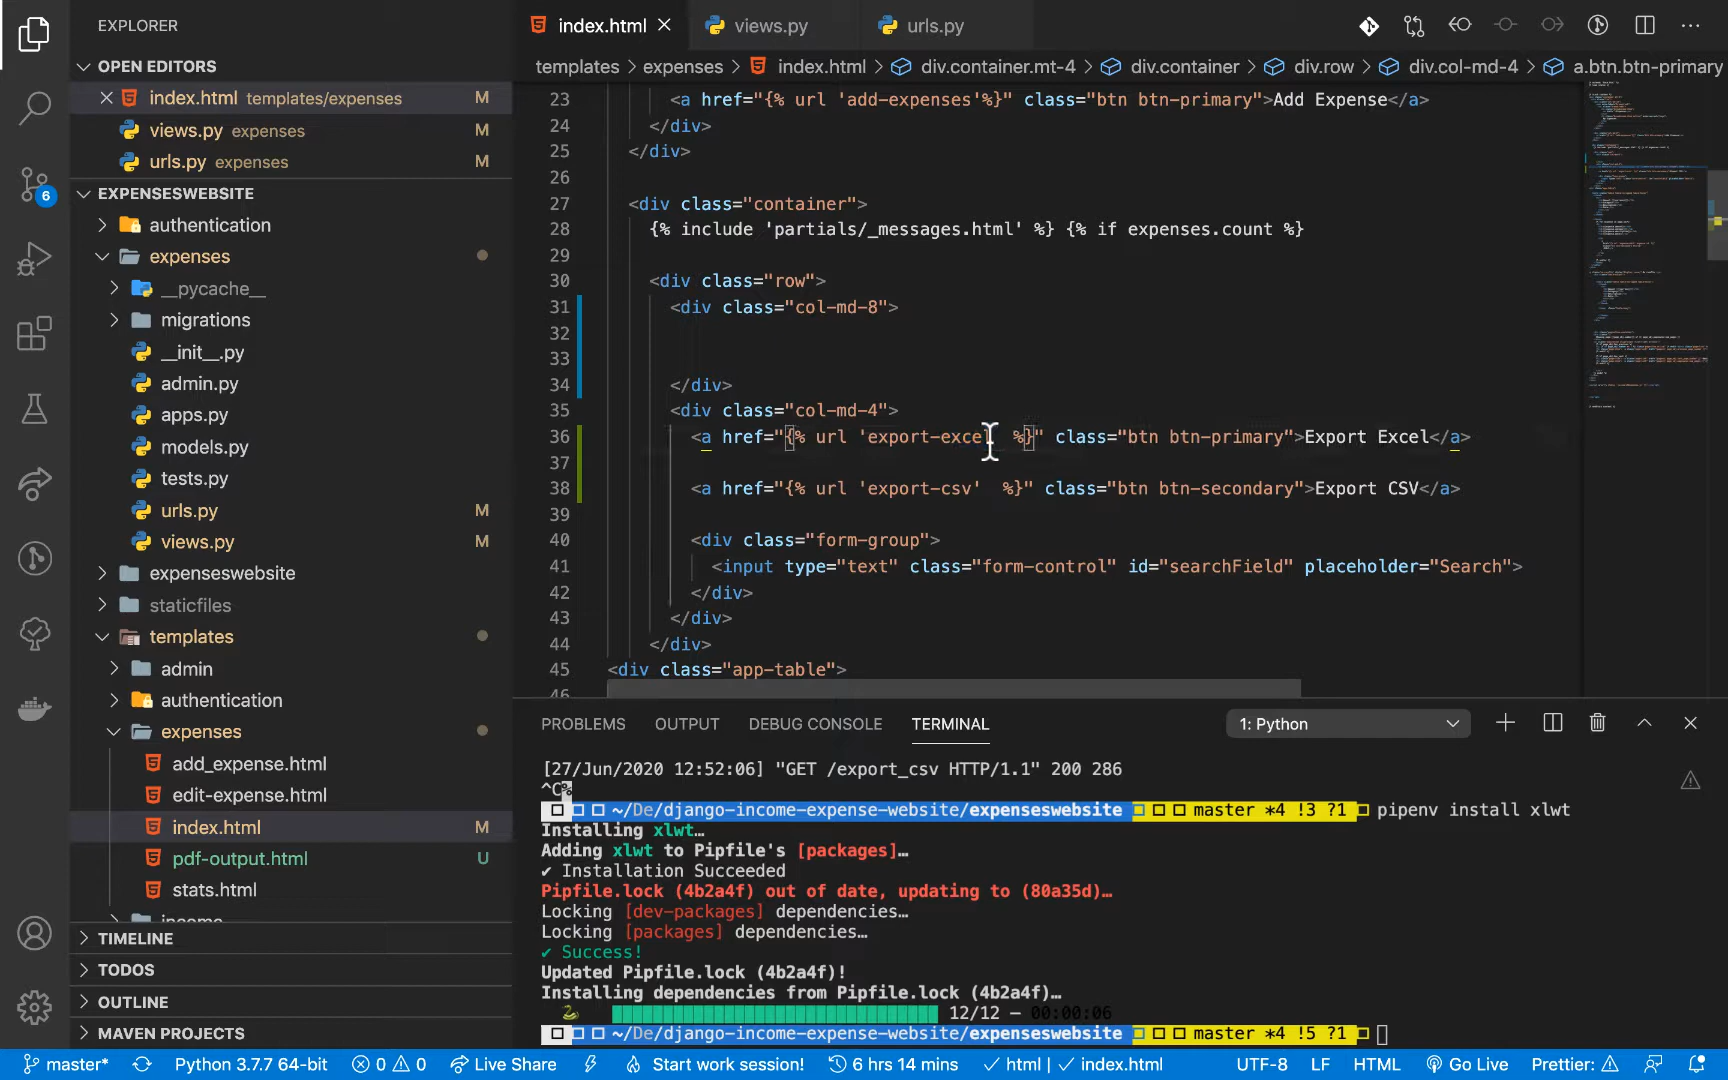 EXPLORER
OPEN EDITORS
index.html templates/expenses M
views.py expenses M
urls.py expenses M
EXPENSESWEBSITE
authentication
expenses
__pycache__
migrations
__init__.py
admin.py
apps.py
models.py
tests.py
urls.py M
views.py M
expenseswebsite
staticfiles
templates
admin
authentication
expenses
add_expense.html
edit-expense.html
index.html M
pdf-output.html U
stats.html
income
TIMELINE
TODOS
OUTLINE
MAVEN PROJECTS
6
index.html views.py urls.py
templates > expenses > index.html > div.container.mt-4 > div.container > div.row > div.col-md-4 > a.btn.btn-primary
23 <a href="{% url 'add-expenses'%}" class="btn btn-primary">Add Expense</a>
24 </div>
25 </div>
26
27 <div class="container">
28 {% include 'partials/_messages.html' %} {% if expenses.count %}
29
30 <div class="row">
31 <div class="col-md-8">
32
33
34 </div>
35 <div class="col-md-4">
36 <a href="{% url 'export-excel %}" class="btn btn-primary">Export Excel</a>
37
38 <a href="{% url 'export-csv' %}" class="btn btn-secondary">Export CSV</a>
39
40 <div class="form-group">
41 <input type="text" class="form-control" id="searchField" placeholder="Search">
42 </div>
43 </div>
44 </div>
45 <div class="app-table">
46
PROBLEMS OUTPUT DEBUG CONSOLE TERMINAL 1: Python
[27/Jun/2020 12:52:06] "GET /export_csv HTTP/1.1" 200 286
^C%
~/De/django-income-expense-website/expenseswebsite master *4 !3 ?1 pipenv install xlwt
Installing xlwt…
Adding xlwt to Pipfile's [packages]…
✔ Installation Succeeded
Pipfile.lock (4b2a4f) out of date, updating to (80a35d)…
Locking [dev-packages] dependencies…
Locking [packages] dependencies…
✔ Success!
Updated Pipfile.lock (4b2a4f)!
Installing dependencies from Pipfile.lock (4b2a4f)…
12/12 — 00:00:06
~/De/django-income-expense-website/expenseswebsite master *4 !5 ?1
master* Python 3.7.7 64-bit 0 0 Live Share Start work session! 6 hrs 14 mins html | index.html UTF-8 LF HTML Go Live Prettier: